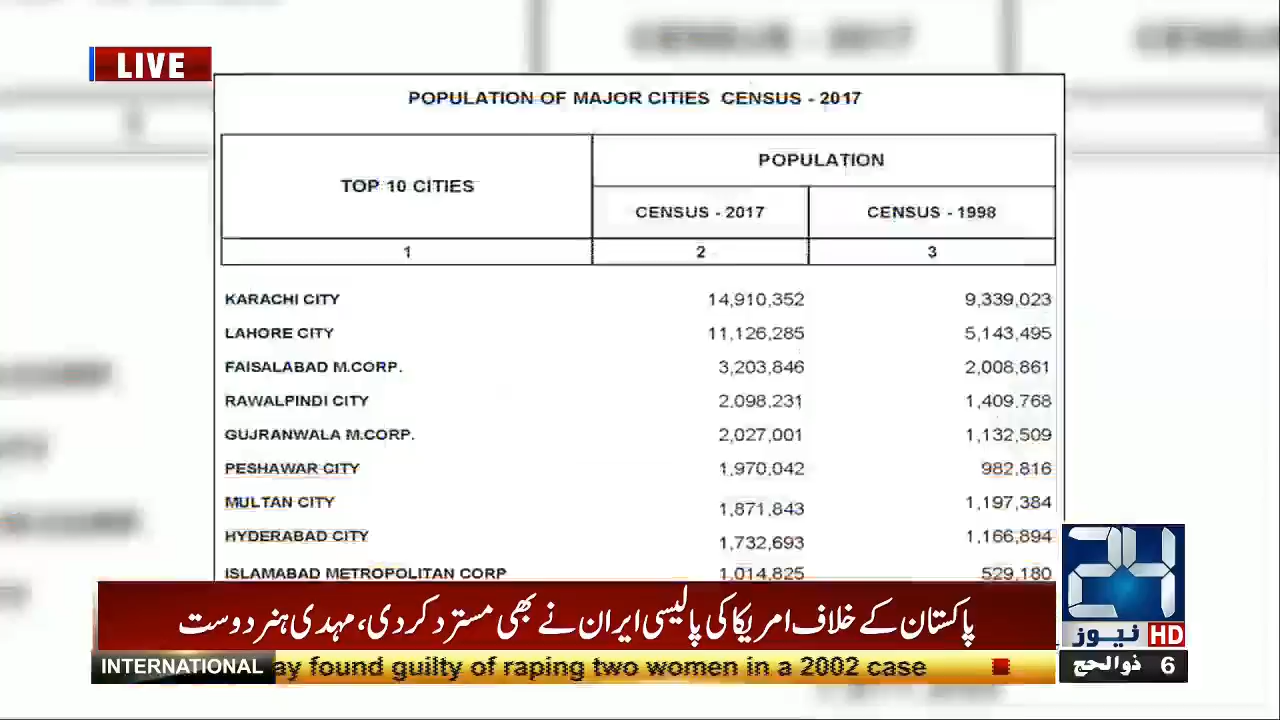 CENSUS - 2017
LIVE
POPULATION OF MAJOR CITIES CENSUS - 2017
TOP 10 CITIES
POPULATION
CENSUS - 2017 CENSUS - 1998
1 2 3
KARACHI CITY 14,910,352 9,339,023
LAHORE CITY 11,126,285 5,143,495
FAISALABAD M.CORP. 3,203,846 2,008,861
RAWALPINDI CITY 2,098,231 1,409,768
GUJRANWALA M.CORP. 2,027,001 1,132,509
PESHAWAR CITY 1,970,042 982,816
MULTAN CITY 1,871,843 1,197,384
HYDERABAD CITY 1,732,693 1,166,894
ISLAMABAD METROPOLITAN CORP 1,014,825 529,180
پاکستان کے خلاف امریکا کی پالیسی ایران نے بھی مسترد کردی، مہدی ہنر دوست
24
نیوز HD
INTERNATIONAL ay found guilty of raping two women in a 2002 case
6 ذوالحج